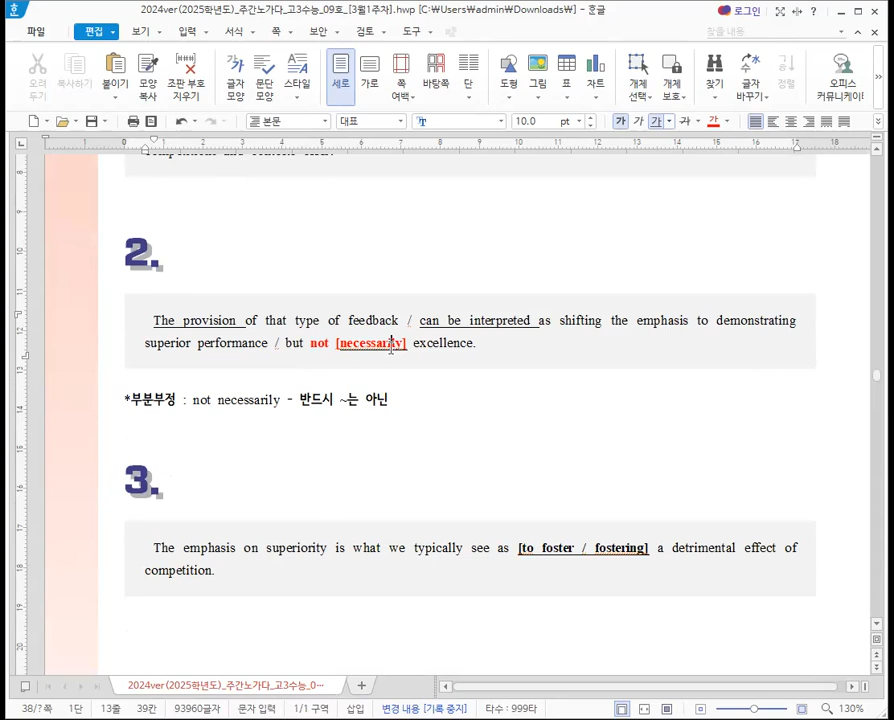 2024ver(2025학년도)_주간노가다_고3수능_09호_[3월1주차].hwp [C:₩Users₩admin₩Downloads₩] - 한글
로그인
파일 편집 보기 입력 서식 쪽 보안 검토 도구 찾을 내용
오려 두기 복사하기 붙이기 모양 복사 조판 부호 지우기 글자 모양 문단 모양 스타일 세로 가로 쪽 여백 바탕쪽 단 도형 그림 표 차트 개체 선택 개체 보호 찾기 글자 바꾸기 정렬 오피스 커뮤니케이
본문 대표 10.0 pt 가 가 가 가 가
2.
The provision of that type of feedback / can be interpreted as shifting the emphasis to demonstrating
superior performance / but not [necessarily] excellence.
*부분부정 : not necessarily - 반드시 ~는 아닌
3.
The emphasis on superiority is what we typically see as [to foster / fostering] a detrimental effect of
competition.
2024ver(2025학년도)_주간노가다_고3수능_0…
38/?쪽 1단 13줄 39칸 93960글자 문자 입력 1/1 구역 삽입 변경 내용 [기록 중지] 타수 : 999타 130%